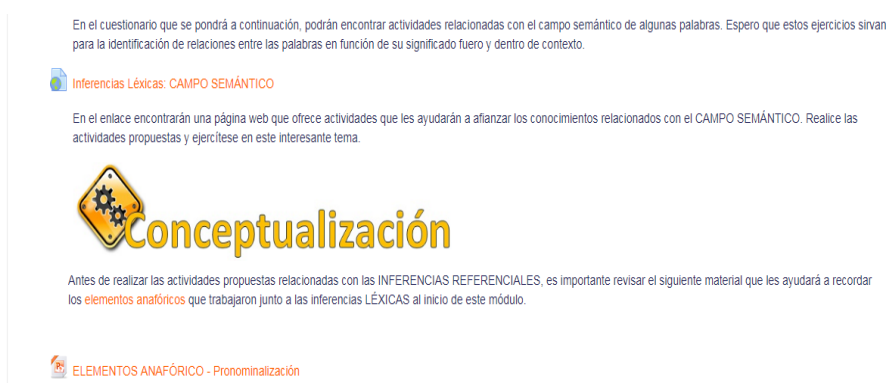 En el cuestionario que se pondrá a continuación, podrán encontrar actividades relacionadas con el campo semántico de algunas palabras. Espero que estos ejercicios sirvan
para la identificación de relaciones entre las palabras en función de su significado fuero y dentro de contexto.
Inferencias Léxicas: CAMPO SEMÁNTICO
En el enlace encontrarán una página web que ofrece actividades que les ayudarán a afianzar los conocimientos relacionados con el CAMPO SEMÁNTICO. Realice las
actividades propuestas y ejercítese en este interesante tema.
Conceptualización
Antes de realizar las actividades propuestas relacionadas con las INFERENCIAS REFERENCIALES, es importante revisar el siguiente material que les ayudará a recordar
los elementos anafóricos que trabajaron junto a las inferencias LÉXICAS al inicio de este módulo.
ELEMENTOS ANAFÓRICO - Pronominalización